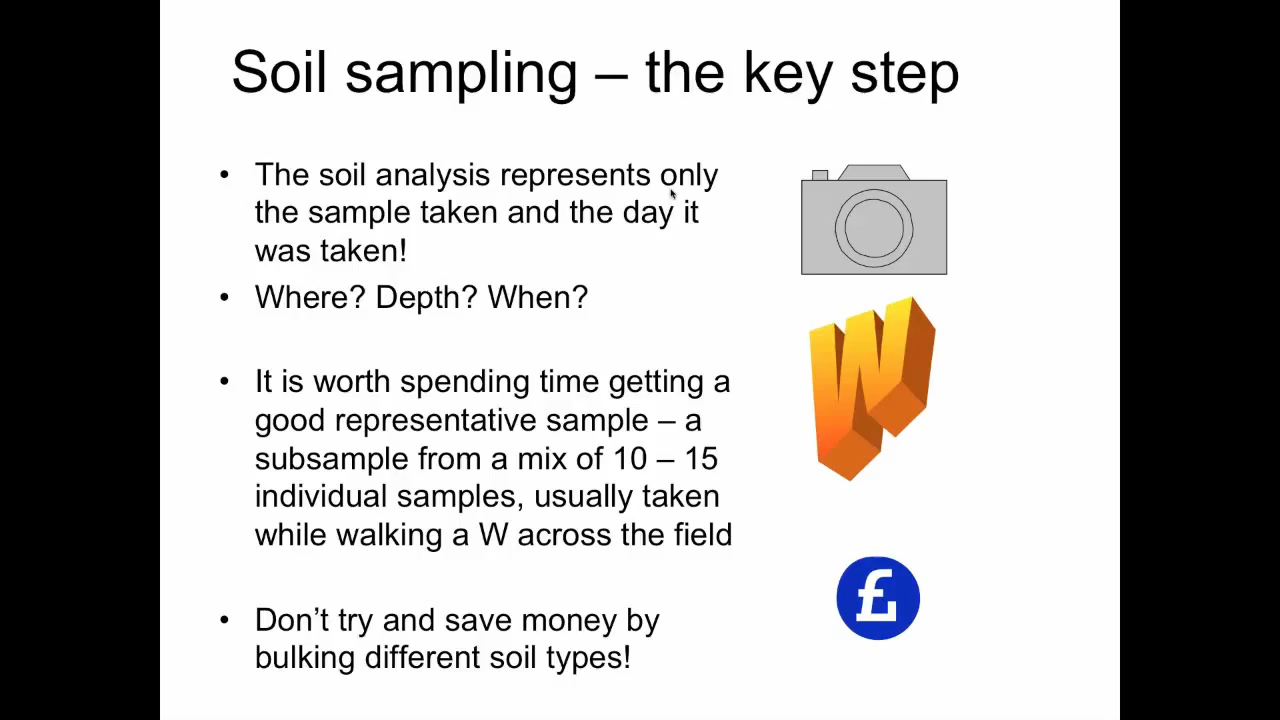 Soil sampling – the key step
• The soil analysis represents only
the sample taken and the day it
was taken!
• Where? Depth? When?
• It is worth spending time getting a
good representative sample – a
subsample from a mix of 10 – 15
individual samples, usually taken
while walking a W across the field
• Don’t try and save money by
bulking different soil types!
W
£